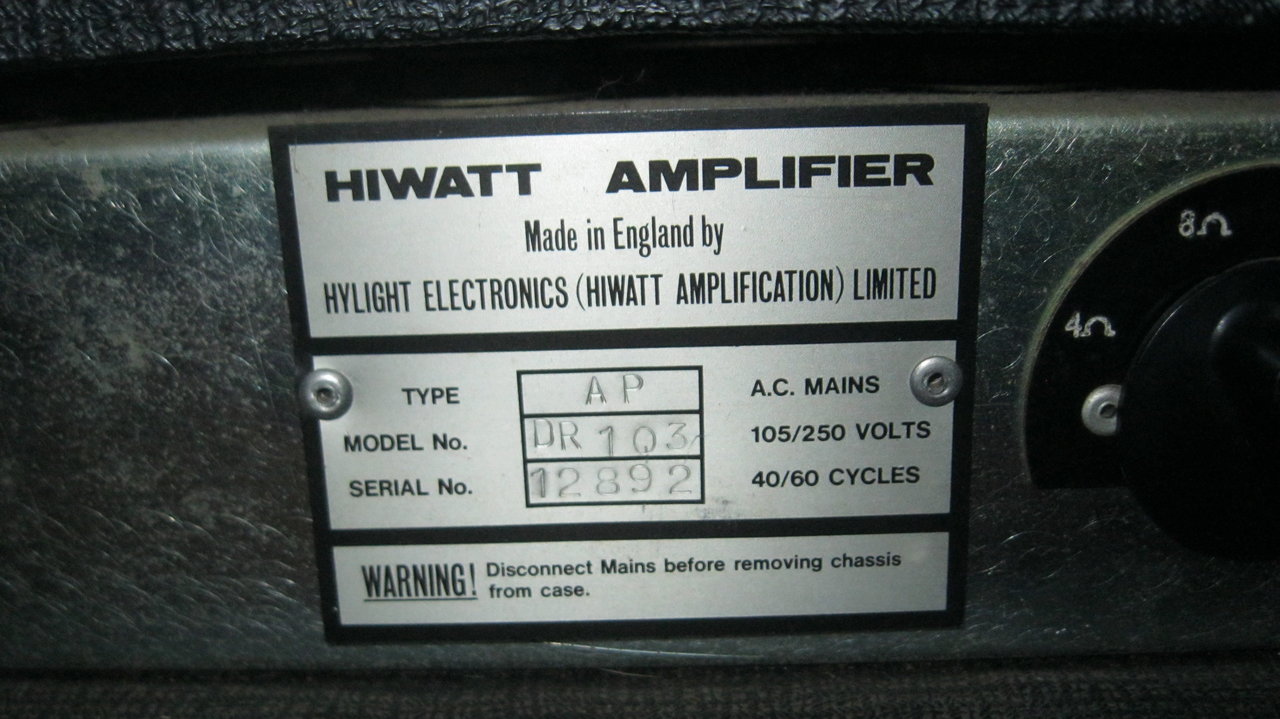 HIWATT AMPLIFIER
Made in England by
HYLIGHT ELECTRONICS (HIWATT AMPLIFICATION) LIMITED
TYPE AP A.C. MAINS
MODEL No. DR 103 105/250 VOLTS
SERIAL No. 12892 40/60 CYCLES
WARNING! Disconnect Mains before removing chassis
from case.
8Ω
4Ω